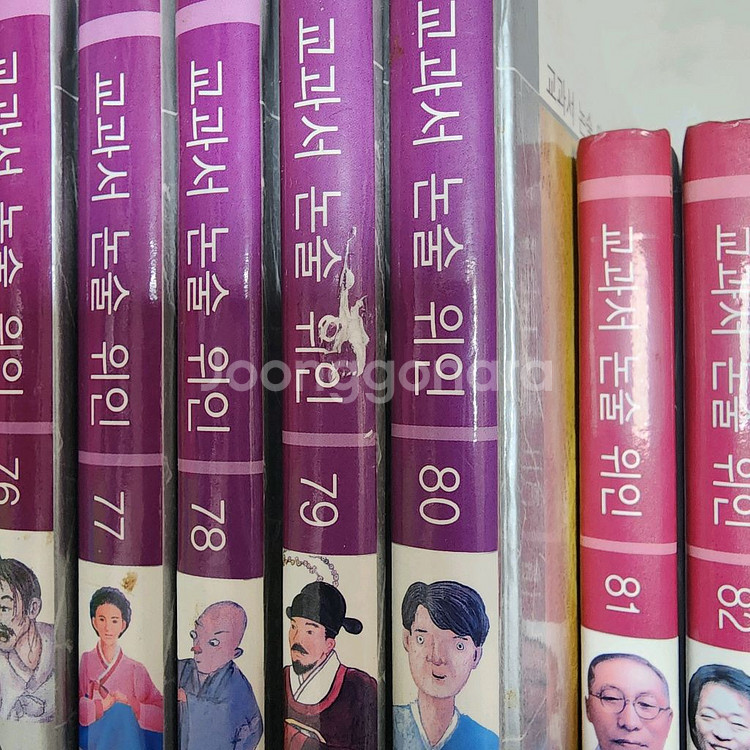 교과서 논술 위인 76
교과서 논술 위인 77
교과서 논술 위인 78
교과서 논술 위인 79
교과서 논술 위인 80
교과서 논술 위인 81
교과서 논술 위인 82
Joonggonara